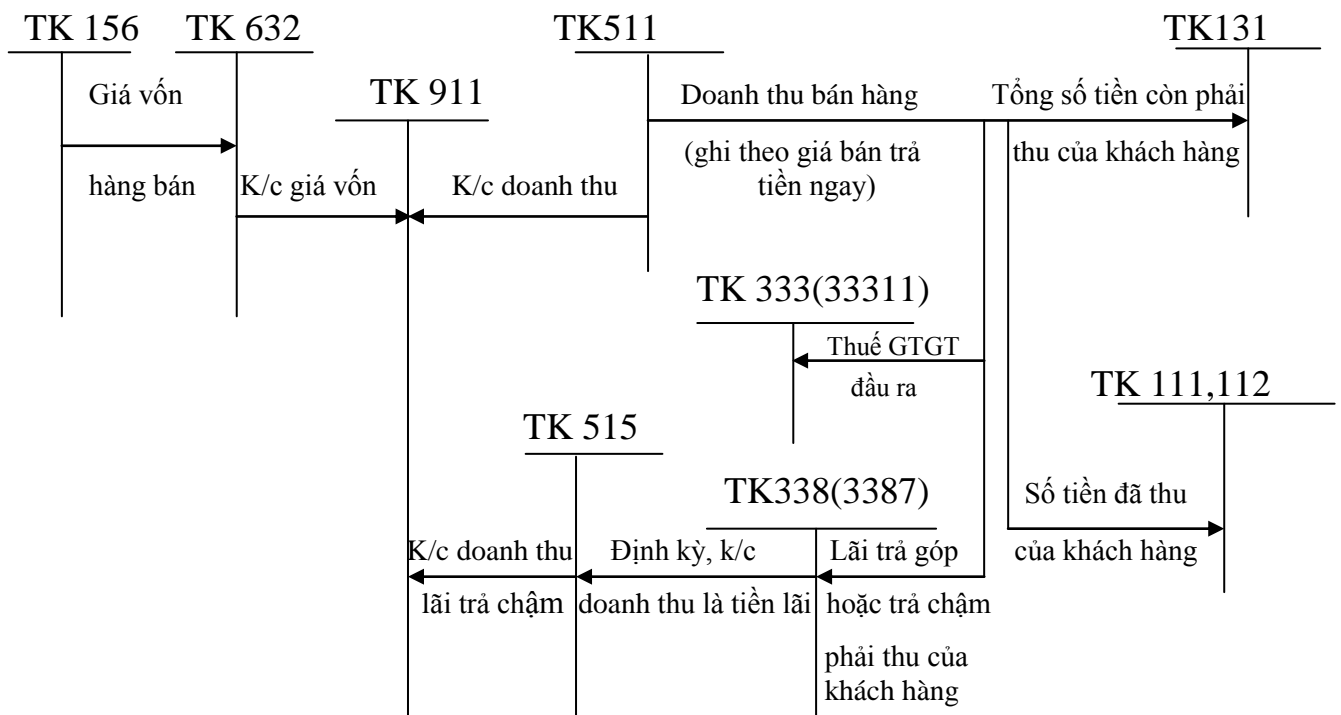 TK 156
TK 632
TK511
TK131
Giá vốn
hàng bán
TK 911
Doanh thu bán hàng
(ghi theo giá bán trả
tiền ngay)
Tổng số tiền còn phải
thu của khách hàng
K/c giá vốn
K/c doanh thu
TK 333(33311)
Thuế GTGT
đầu ra
TK 111,112
TK 515
TK338(3387)
Số tiền đã thu
của khách hàng
K/c doanh thu
lãi trả chậm
Định kỳ, k/c
doanh thu là tiền lãi
Lãi trả góp
hoặc trả chậm
phải thu của
khách hàng